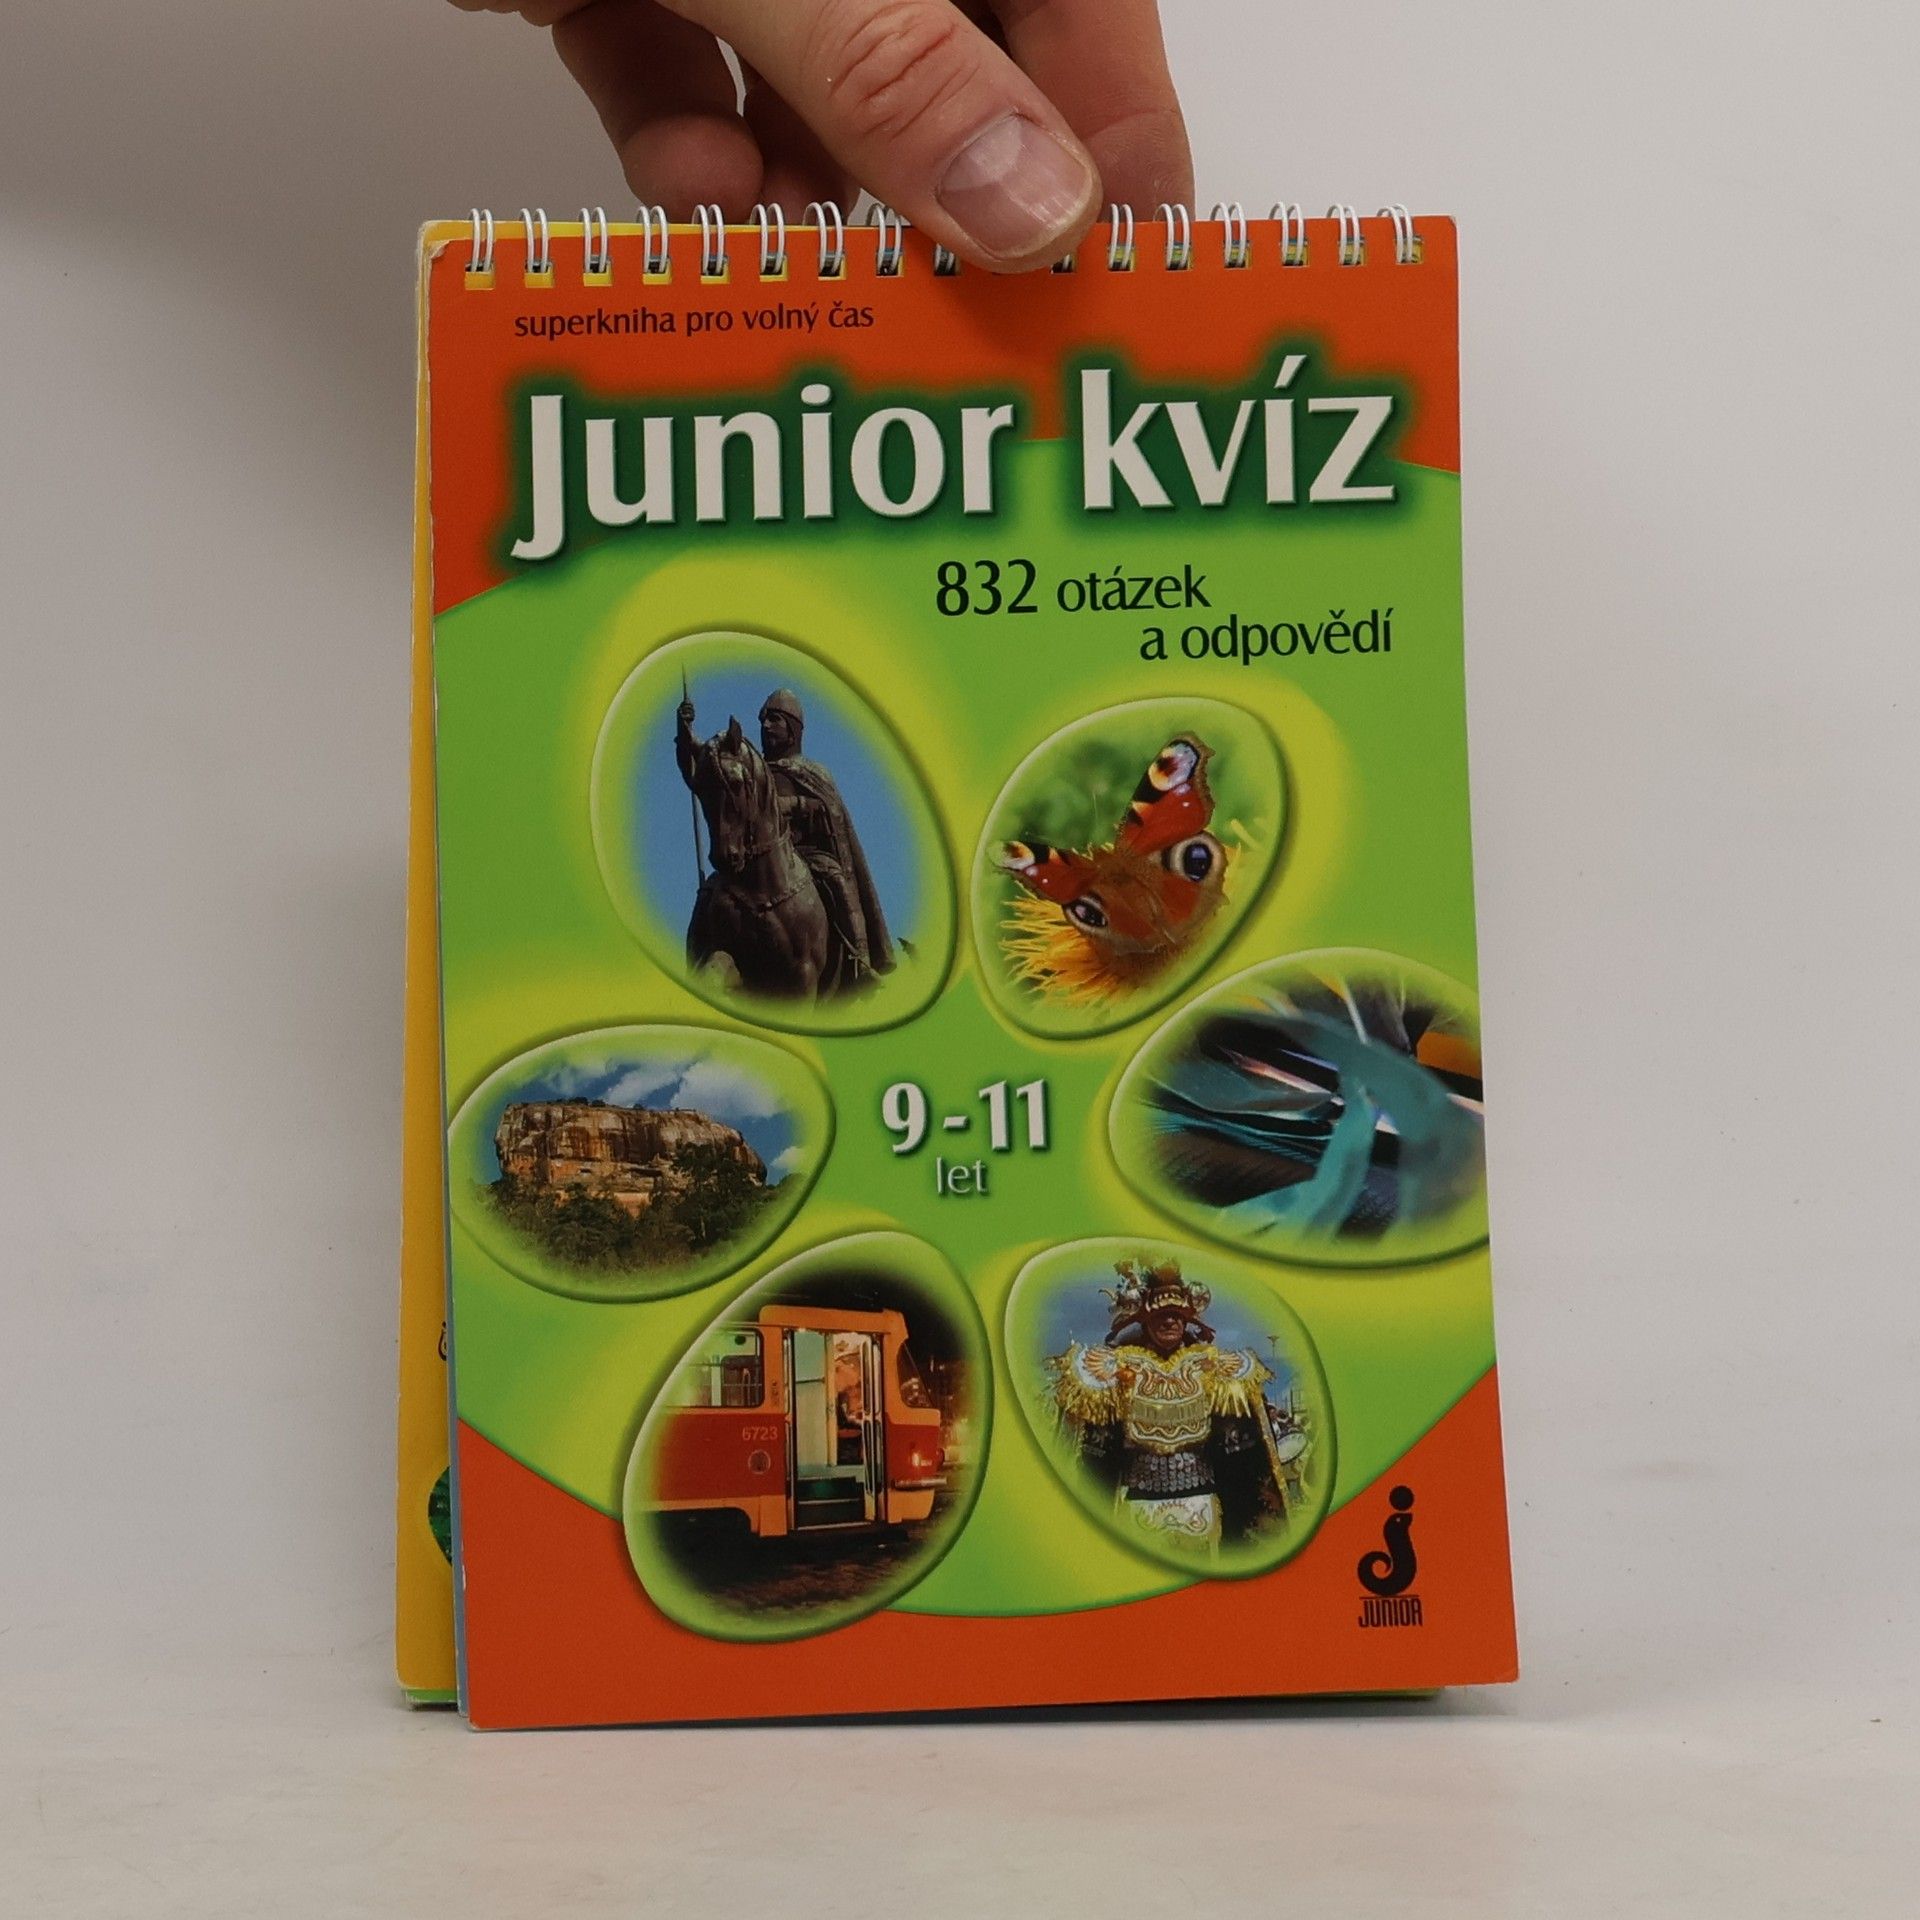 superkniha pro volný čas
Junior kvíz
832 otázek
a odpovědí
9-11
let
6723
JUNIOR